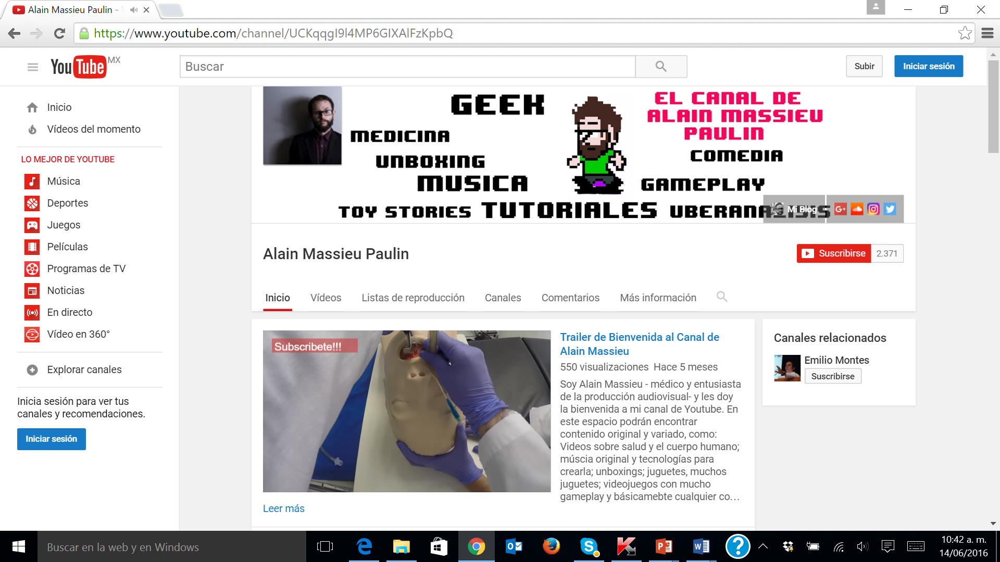 Alain Massieu Paulin -
https://www.youtube.com/channel/UCKqqgI9l4MP6GIXAlFzKpbQ
YouTube MX
Buscar
Subir
Iniciar sesión
Inicio
Vídeos del momento
LO MEJOR DE YOUTUBE
Música
Deportes
Juegos
Películas
Programas de TV
Noticias
En directo
Vídeo en 360°
Explorar canales
Inicia sesión para ver tus
canales y recomendaciones.
Iniciar sesión
GEEK
MEDICINA
UNBOXING
MUSICA
TOY STORIES
TUTORIALES
EL CANAL DE
ALAIN MASSIEU
PAULIN
COMEDIA
GAMEPLAY
Mi Blog
Alain Massieu Paulin
Suscribirse 2.371
Inicio
Vídeos
Listas de reproducción
Canales
Comentarios
Más información
Subscribete!!!
Trailer de Bienvenida al Canal de
Alain Massieu
550 visualizaciones Hace 5 meses
Soy Alain Massieu - médico y entusiasta
de la producción audiovisual- y les doy
la bienvenida a mi canal de Youtube. En
este espacio podrán encontrar
contenido original y variado, como:
Videos sobre salud y el cuerpo humano;
múscia original y tecnologías para
crearla; unboxings; juguetes, muchos
juguetes; videojuegos con mucho
gameplay y básicamebte cualquier co…
Leer más
Canales relacionados
Emilio Montes
Suscribirse
Buscar en la web y en Windows
10:42 a. m.
14/06/2016